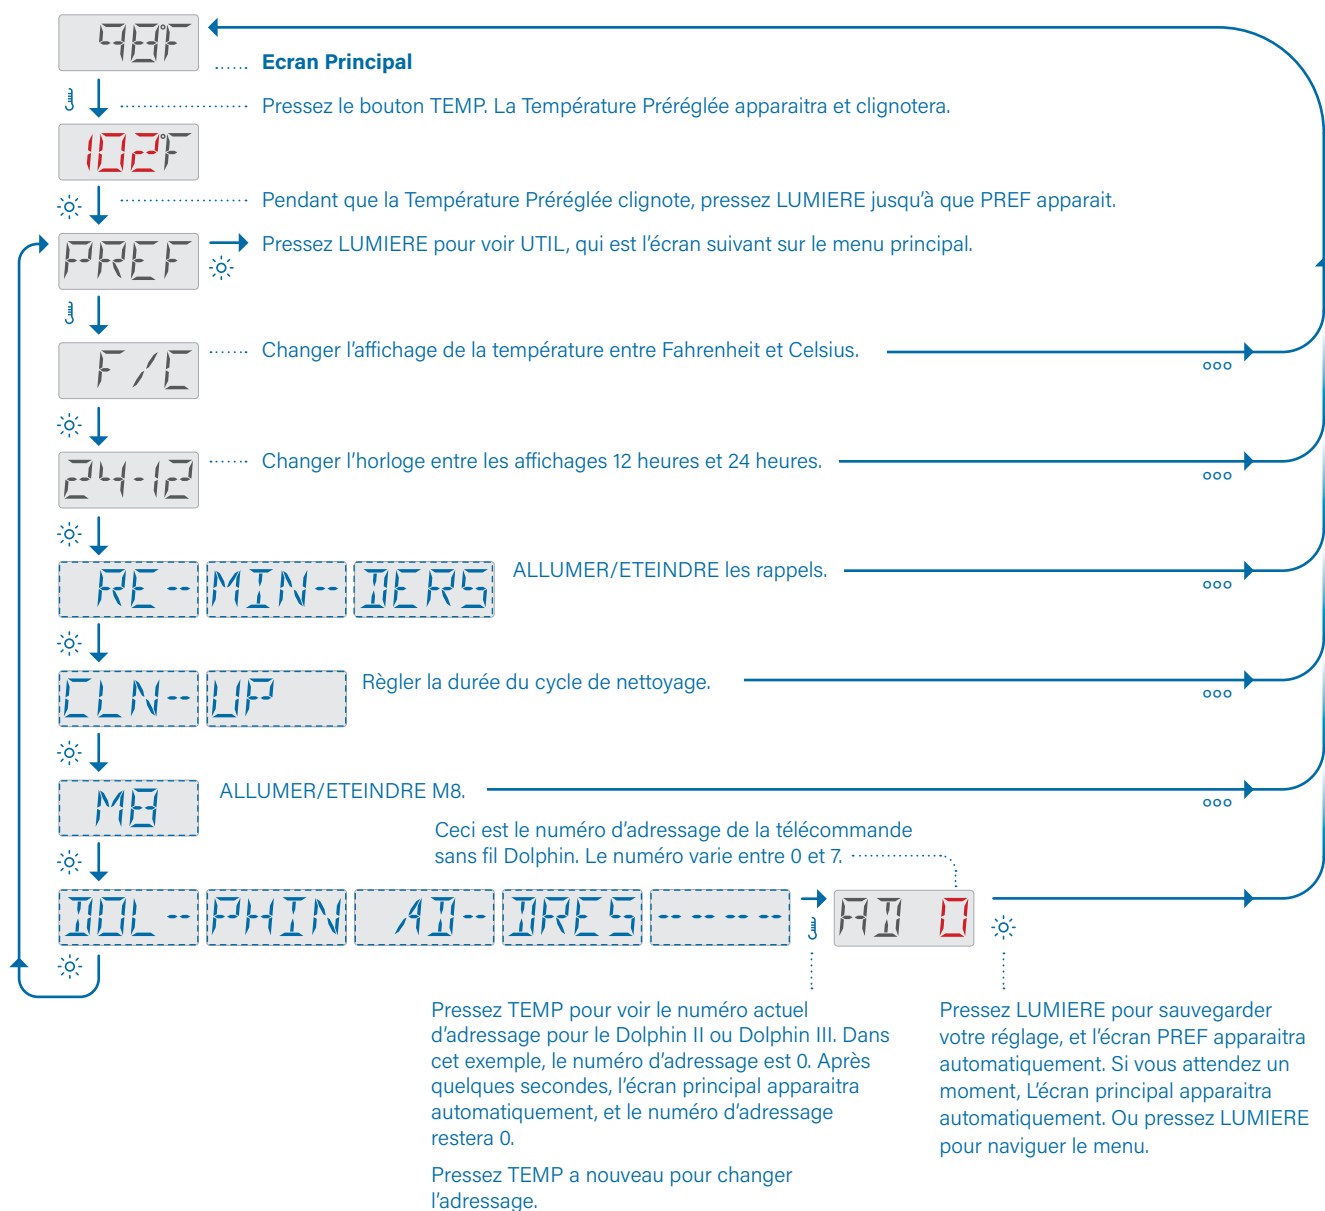 98°F
Ecran Principal
Pressez le bouton TEMP. La Température Préréglée apparaitra et clignotera.
102°F
Pendant que la Température Préréglée clignote, pressez LUMIERE jusqu'à que PREF apparait.
PREF
Pressez LUMIERE pour voir UTIL, qui est l'écran suivant sur le menu principal.
F/C
Changer l'affichage de la température entre Fahrenheit et Celsius.
24-12
Changer l'horloge entre les affichages 12 heures et 24 heures.
RE-- MIN-- DERS
ALLUMER/ETEINDRE les rappels.
CLN-- UP
Règler la durée du cycle de nettoyage.
M8
ALLUMER/ETEINDRE M8.
Ceci est le numéro d'adressage de la télécommande
sans fil Dolphin. Le numéro varie entre 0 et 7.
DOL-- PHIN AD-- DRES -----
AD 0
Pressez TEMP pour voir le numéro actuel
d'adressage pour le Dolphin II ou Dolphin III. Dans
cet exemple, le numéro d'adressage est 0. Après
quelques secondes, l'écran principal apparaitra
automatiquement, et le numéro d'adressage
restera 0.
Pressez TEMP a nouveau pour changer
l'adressage.
Pressez LUMIERE pour sauvegarder
votre réglage, et l'écran PREF apparaitra
automatiquement. Si vous attendez un
moment, L'écran principal apparaitra
automatiquement. Ou pressez LUMIERE
pour naviguer le menu.